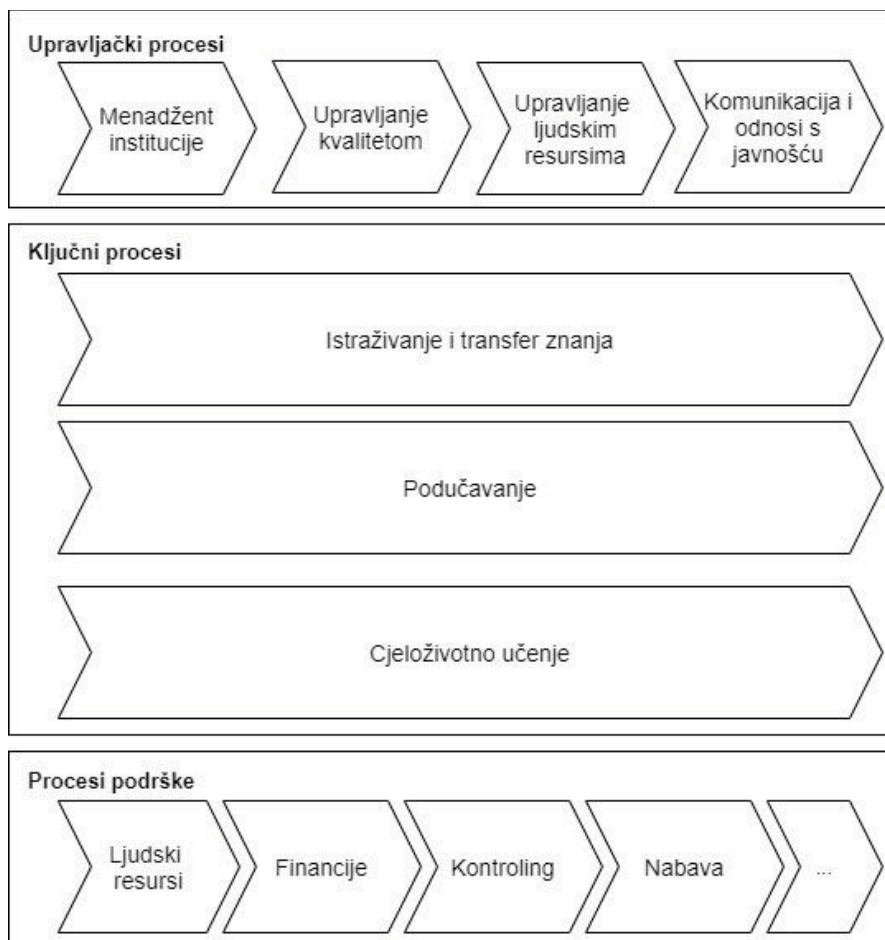 Upravljački procesi
Menadžent
institucije
Upravljanje
kvalitetom
Upravljanje
ljudskim
resursima
Komunikacija i
odnosi s
javnošću
Ključni procesi
Istraživanje i transfer znanja
Podučavanje
Cjeloživotno učenje
Procesi podrške
Ljudski
resursi
Financije
Kontroling
Nabava
...